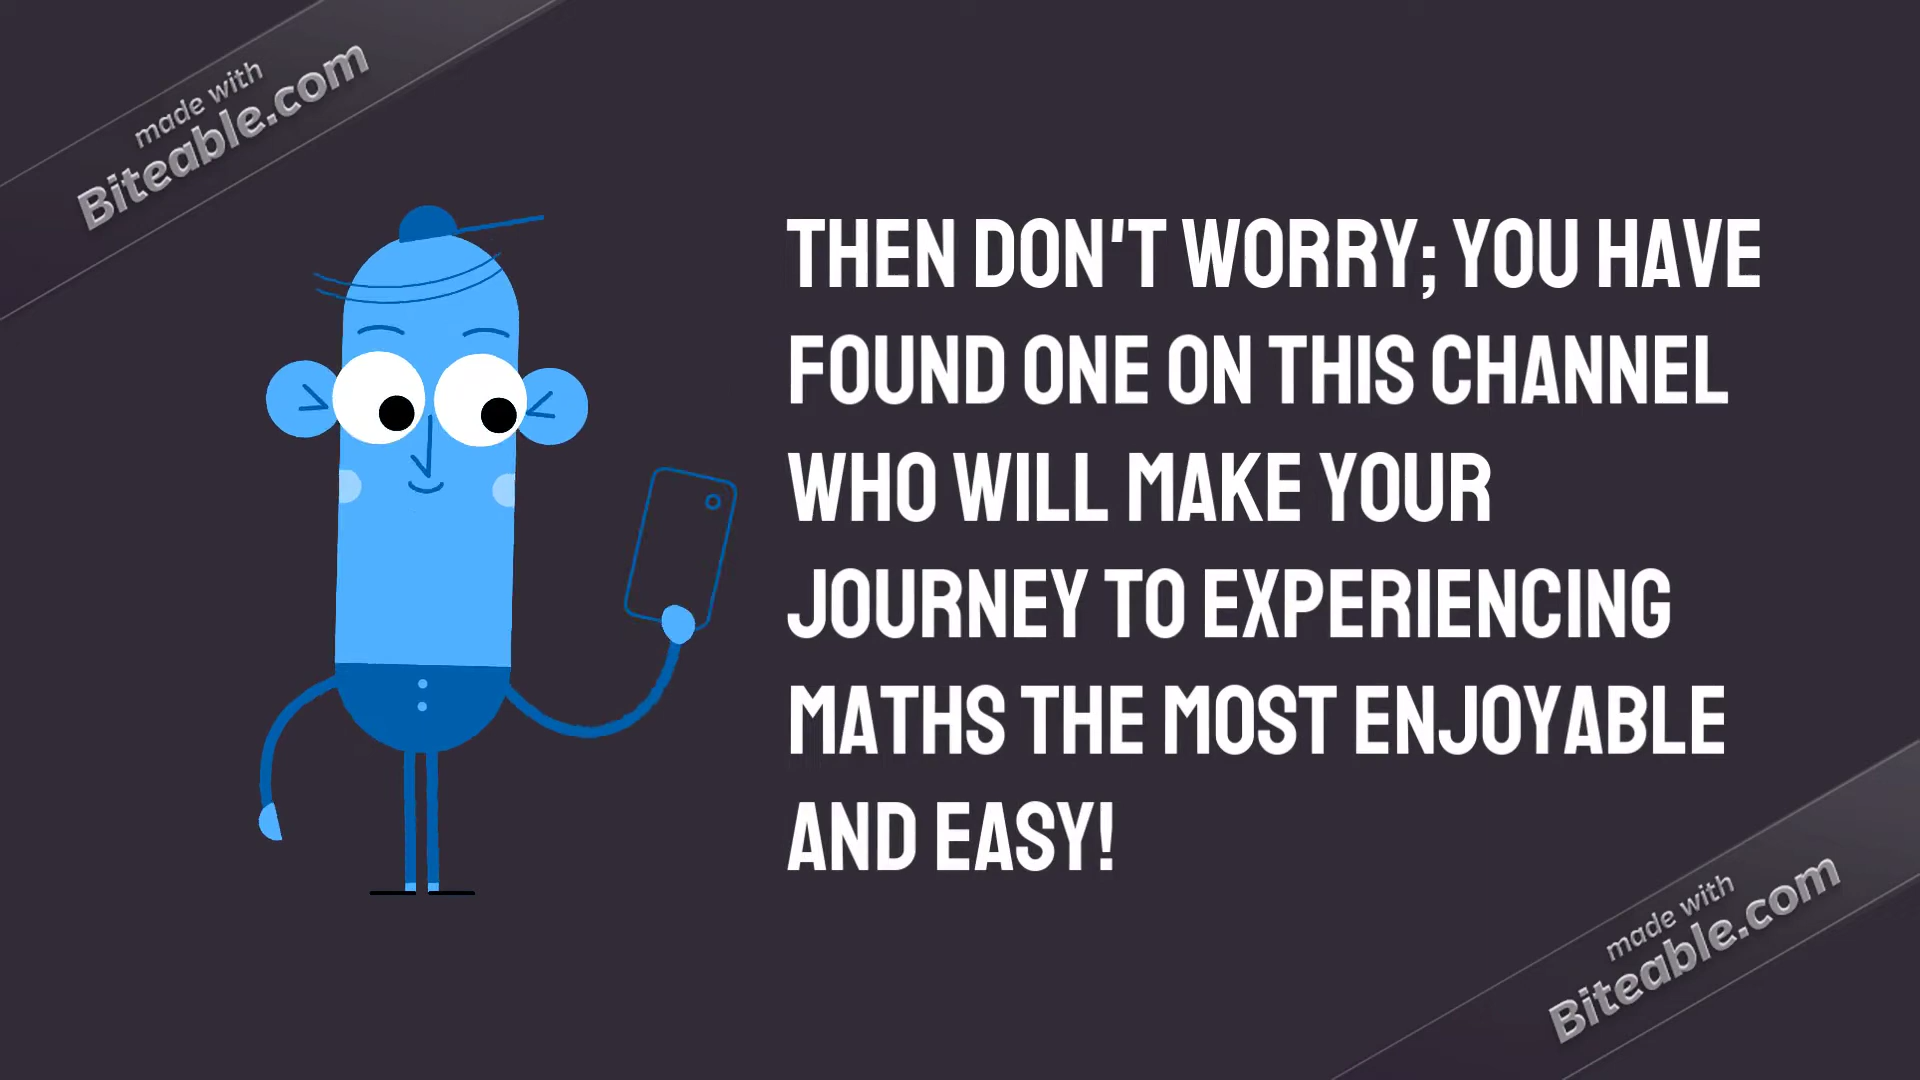 made with
Biteable.com
THEN DON'T WORRY; YOU HAVE
FOUND ONE ON THIS CHANNEL
WHO WILL MAKE YOUR
JOURNEY TO EXPERIENCING
MATHS THE MOST ENJOYABLE
AND EASY!
made with
Biteable.com